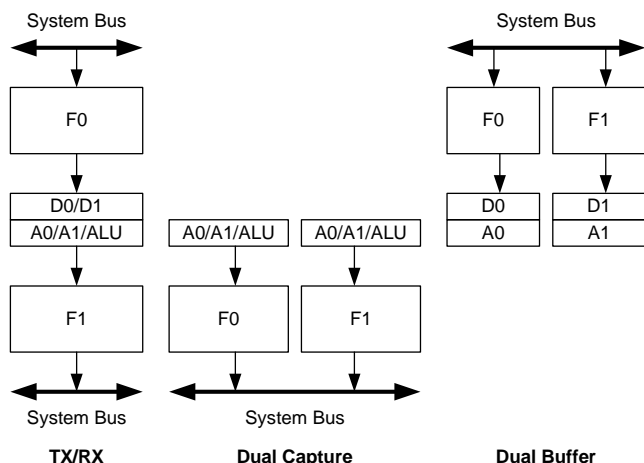 System Bus
System Bus
F0
F0
F1
D0/D1
D0
D1
A0/A1/ALU
A0/A1/ALU
A0/A1/ALU
A0
A1
F1
F0
F1
System Bus
System Bus
TX/RX
Dual Capture
Dual Buffer